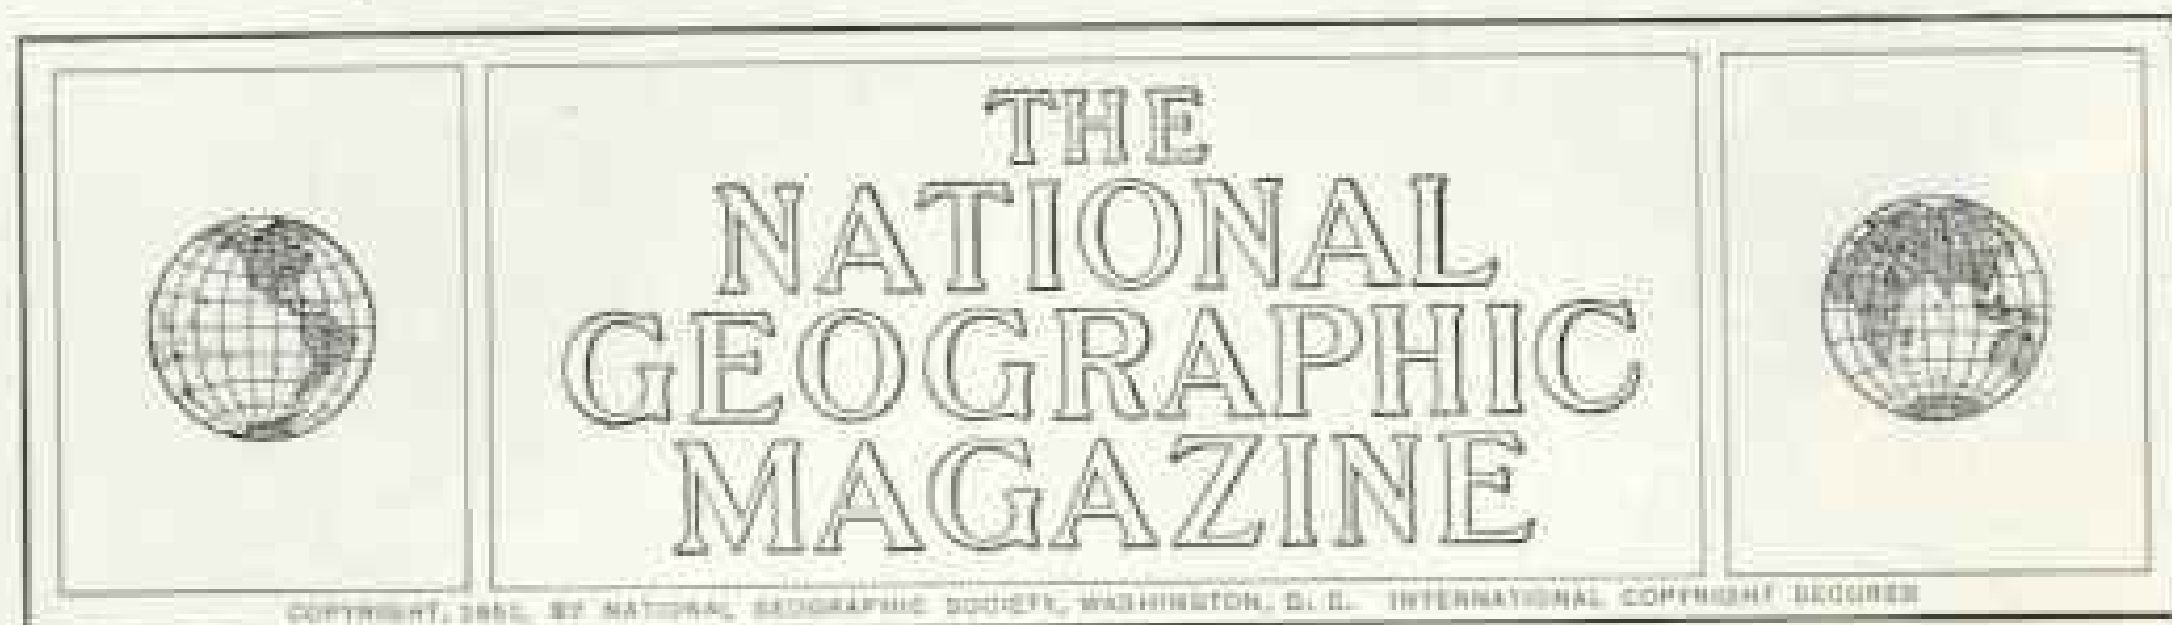 THE
NATIONAL
GEOGRAPHIC
MAGAZINE
COPYRIGHT, BY NATIONAL GEOGRAPHIC SOCIETY, WASHINGTON, D. C. INTERNATIONAL COPYRIGHT SECURED